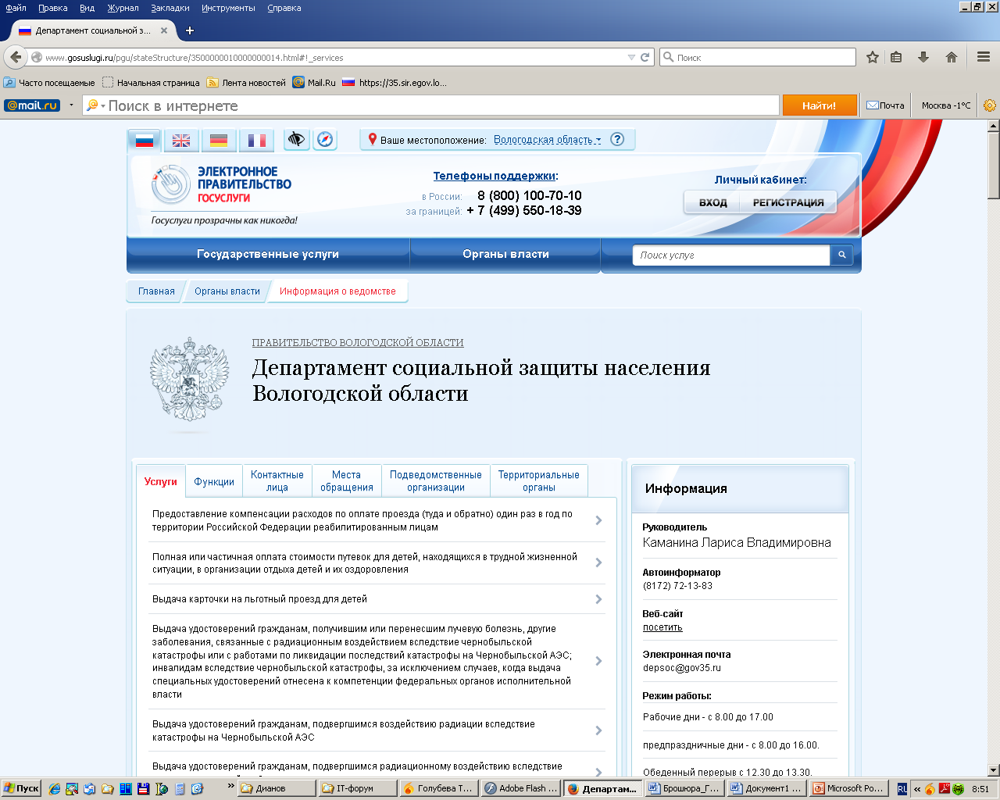 Файл Правка Вид Журнал Закладки Инструменты Справка
Департамент социальной з...
www.gosuslugi.ru/pgu/stateStructure/3500000010000000014.html#!_services
Поиск
Часто посещаемые Начальная страница Лента новостей Mail.Ru https://35.sir.egov.lo...
@mail.ru Поиск в интернете Найти! Почта Москва -1°C
Ваше местоположение: Вологодская область ?
ЭЛЕКТРОННОЕ
ПРАВИТЕЛЬСТВО
ГОСУСЛУГИ
Госуслуги прозрачны как никогда!
Телефоны поддержки:
в России: 8 (800) 100-70-10
за границей: + 7 (499) 550-18-39
Личный кабинет:
ВХОД РЕГИСТРАЦИЯ
Государственные услуги Органы власти Поиск услуг
Главная Органы власти Информация о ведомстве
ПРАВИТЕЛЬСТВО ВОЛОГОДСКОЙ ОБЛАСТИ
Департамент социальной защиты населения
Вологодской области
Услуги
Функции
Контактные
лица
Места
обращения
Подведомственные
организации
Территориальные
органы
Предоставление компенсации расходов по оплате проезда (туда и обратно) один раз в год по
территории Российской Федерации реабилитированным лицам
Полная или частичная оплата стоимости путевок для детей, находящихся в трудной жизненной
ситуации, в организации отдыха детей и их оздоровления
Выдача карточки на льготный проезд для детей
Выдача удостоверений гражданам, получившим или перенесшим лучевую болезнь, другие
заболевания, связанные с радиационным воздействием вследствие чернобыльской
катастрофы или с работами по ликвидации последствий катастрофы на Чернобыльской АЭС;
инвалидам вследствие чернобыльской катастрофы, за исключением случаев, когда выдача
специальных удостоверений отнесена к компетенции федеральных органов исполнительной
власти
Выдача удостоверений гражданам, подвергшимся воздействию радиации вследствие
катастрофы на Чернобыльской АЭС
Выдача удостоверений гражданам, подвергшимся радиационному воздействию вследствие
Информация
Руководитель
Каманина Лариса Владимировна
Автоинформатор
(8172) 72-13-83
Веб-сайт
посетить
Электронная почта
depsoc@gov35.ru
Режим работы:
Рабочие дни - с 8.00 до 17.00
предпраздничные дни - с 8.00 до 16.00.
Обеденный перерыв с 12.30 до 13.30.
Пуск » Дианов IT-форум Голубева Т... Adobe Flash ... Департам... Брошюра_Г... Документ1 ... Microsoft Po... RU « 8:51